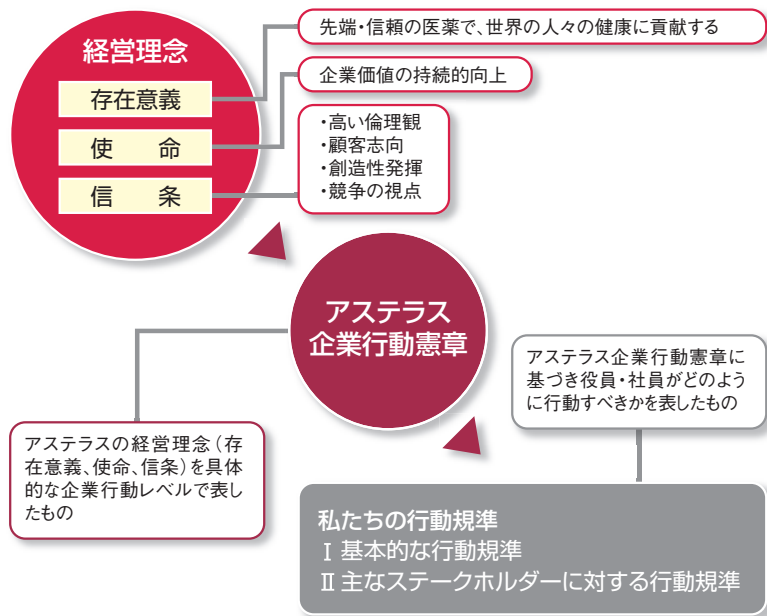 経営理念
存在意義
使　命
信　条
先端・信頼の医薬で、世界の人々の健康に貢献する
企業価値の持続的向上
・高い倫理観
・顧客志向
・創造性発揮
・競争の視点
アステラス
企業行動憲章
アステラスの経営理念（存
在意義、使命、信条）を具体
的な企業行動レベルで表し
たもの
アステラス企業行動憲章に
基づき役員・社員がどのよう
に行動すべきかを表したもの
私たちの行動規準
Ⅰ 基本的な行動規準
Ⅱ 主なステークホルダーに対する行動規準